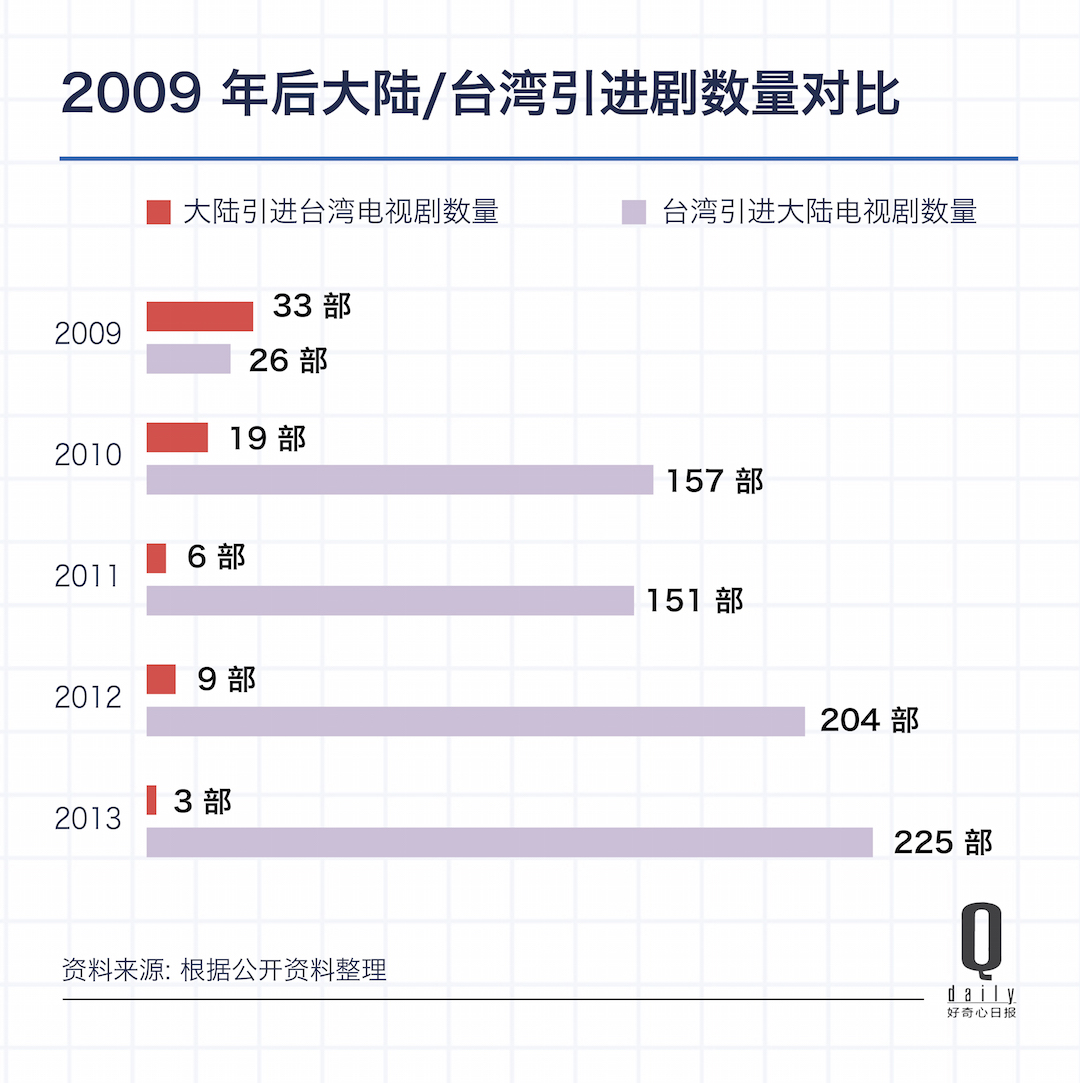 2009 年后大陆/台湾引进剧数量对比
大陆引进台湾电视剧数量
台湾引进大陆电视剧数量
2009
33 部
26 部
2010
19 部
157 部
2011
6 部
151 部
2012
9 部
204 部
2013
3 部
225 部
资料来源: 根据公开资料整理
Q
daily
好奇心日报